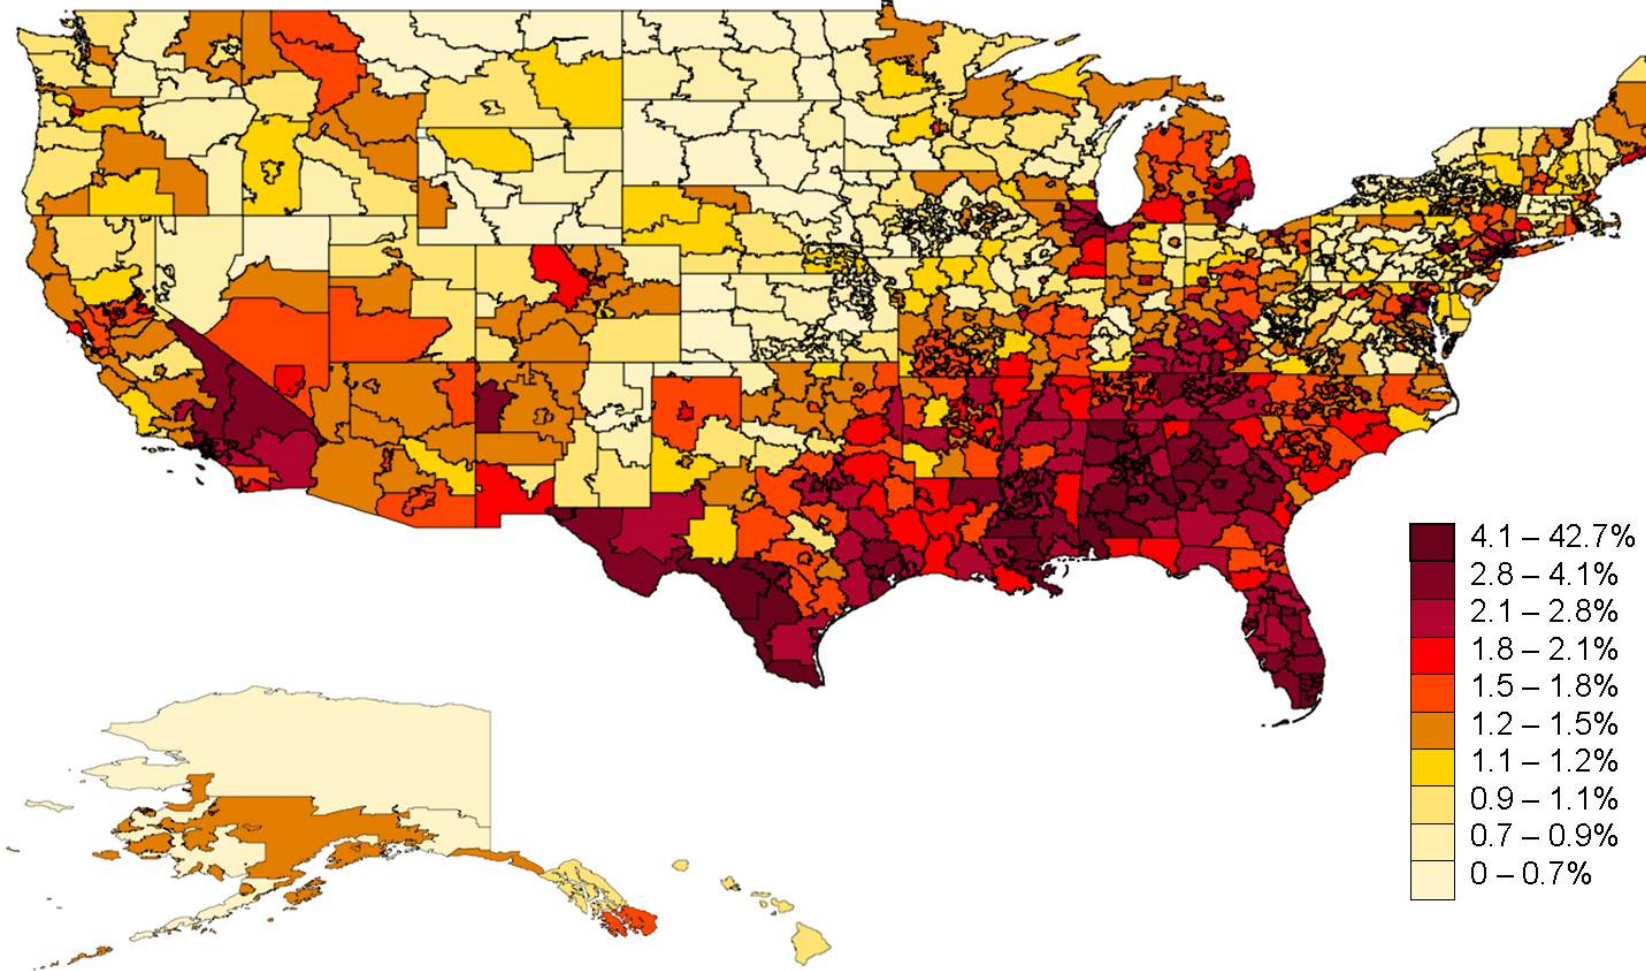 4.1 – 42.7%
2.8 – 4.1%
2.1 – 2.8%
1.8 – 2.1%
1.5 – 1.8%
1.2 – 1.5%
1.1 – 1.2%
0.9 – 1.1%
0.7 – 0.9%
0 – 0.7%